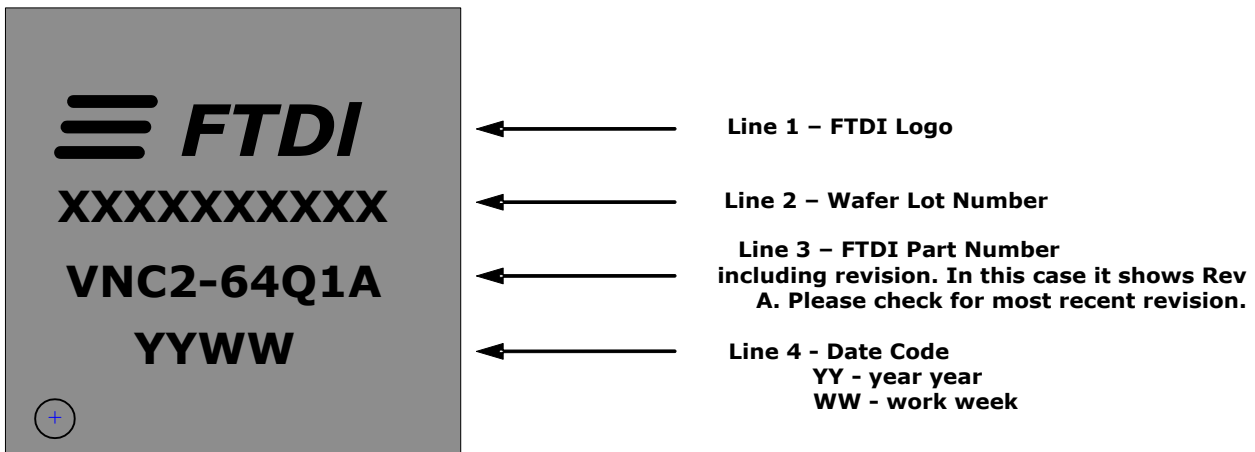 FTDI
XXXXXXXXXX
VNC2-64Q1A
YYWW
Line 1 – FTDI Logo
Line 2 – Wafer Lot Number
Line 3 – FTDI Part Number
including revision. In this case it shows Rev
A. Please check for most recent revision.
Line 4 - Date Code
YY - year year
WW - work week